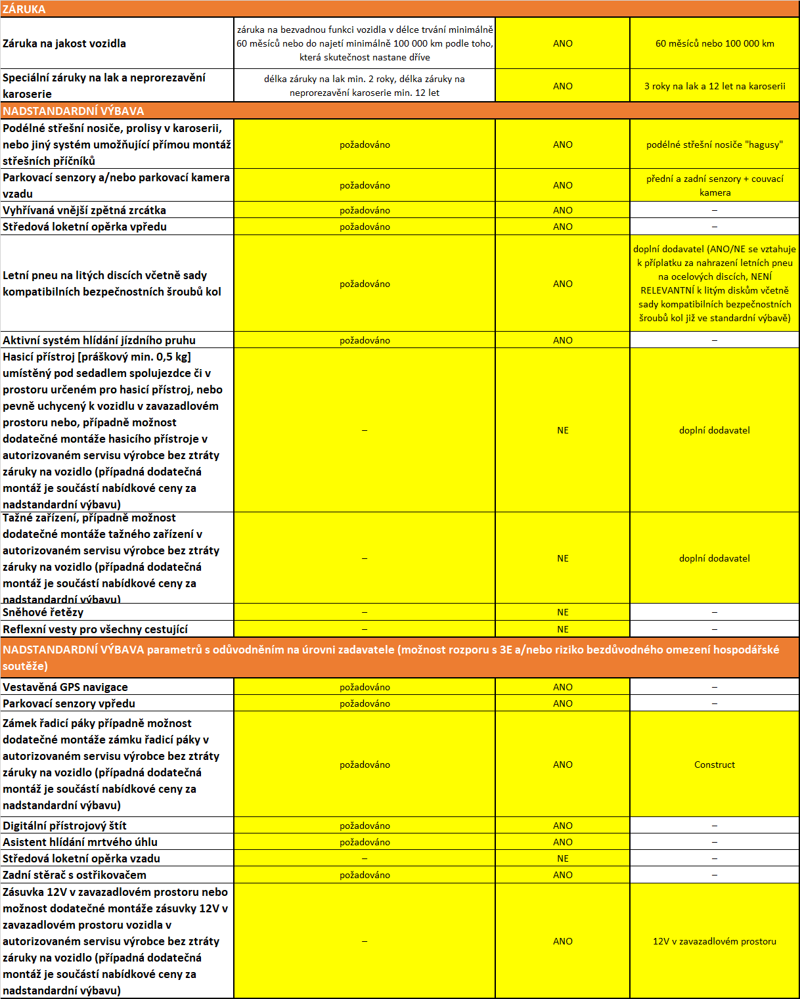 ZÁRUKA
Záruka na jakost vozidla
záruka na bezvadnou funkci vozidla v délce trvání minimálně
60 měsíců nebo do najetí minimálně 100 000 km podle toho,
která skutečnost nastane dříve
ANO
60 měsíců nebo 100 000 km
Speciální záruky na lak a neprorezavění
karoserie
délka záruky na lak min. 2 roky, délka záruky na
neprorezavění karoserie min. 12 let
ANO
3 roky na lak a 12 let na karoserii
NADSTANDARDNÍ VÝBAVA
Podélné střešní nosiče, prolisy v karoserii,
nebo jiný systém umožňující přímou montáž
střešních příčníků
požadováno
ANO
podélné střešní nosiče "hagusy"
Parkovací senzory a/nebo parkovací kamera
vzadu
požadováno
ANO
přední a zadní senzory + couvací
kamera
Vyhřívaná vnější zpětná zrcátka
požadováno
ANO
–
Středová loketní opěrka vpředu
požadováno
ANO
–
Letní pneu na litých discích včetně sady
kompatibilních bezpečnostních šroubů kol
požadováno
ANO
doplní dodavatel (ANO/NE se vztahuje
k příplatku za nahrazení letních pneu
na ocelových discích, NENÍ
RELEVANTNÍ k litým diskům včetně
sady kompatibilních bezpečnostních
šroubů kol již ve standardní výbavě)
Aktivní systém hlídání jízdního pruhu
požadováno
ANO
–
Hasicí přístroj [práškový min. 0,5 kg]
umístěný pod sedadlem spolujezdce či v
prostoru určeném pro hasicí přístroj, nebo
pevně uchycený k vozidlu v zavazadlovém
prostoru nebo, případně možnost
dodatečné montáže hasicího přístroje v
autorizovaném servisu výrobce bez ztráty
záruky na vozidlo (případná dodatečná
montáž je součástí nabídkové ceny za
nadstandardní výbavu)
–
NE
doplní dodavatel
Tažné zařízení, případně možnost
dodatečné montáže tažného zařízení v
autorizovaném servisu výrobce bez ztráty
záruky na vozidlo (případná dodatečná
montáž je součástí nabídkové ceny za
nadstandardní výbavu)
–
NE
doplní dodavatel
Sněhové řetězy
–
NE
–
Reflexní vesty pro všechny cestující
–
NE
–
NADSTANDARDNÍ VÝBAVA parametrů s odůvodněním na úrovni zadavatele (možnost rozporu s 3E a/nebo riziko bezdůvodného omezení hospodářské
soutěže)
Vestavěná GPS navigace
požadováno
ANO
–
Parkovací senzory vpředu
požadováno
ANO
–
Zámek řadicí páky případně možnost
dodatečné montáže zámku řadicí páky v
autorizovaném servisu výrobce bez ztráty
záruky na vozidlo (případná dodatečná
montáž je součástí nabídkové ceny za
nadstandardní výbavu)
požadováno
ANO
Construct
Digitální přístrojový štít
požadováno
ANO
–
Asistent hlídání mrtvého úhlu
požadováno
ANO
–
Středová loketní opěrka vzadu
–
NE
–
Zadní stěrač s ostřikovačem
požadováno
ANO
–
Zásuvka 12V v zavazadlovém prostoru nebo
možnost dodatečné montáže zásuvky 12V v
zavazadlovém prostoru vozidla v
autorizovaném servisu výrobce bez ztráty
záruky na vozidlo (případná dodatečná
montáž je součástí nabídkové ceny za
nadstandardní výbavu)
–
ANO
12V v zavazadlovém prostoru